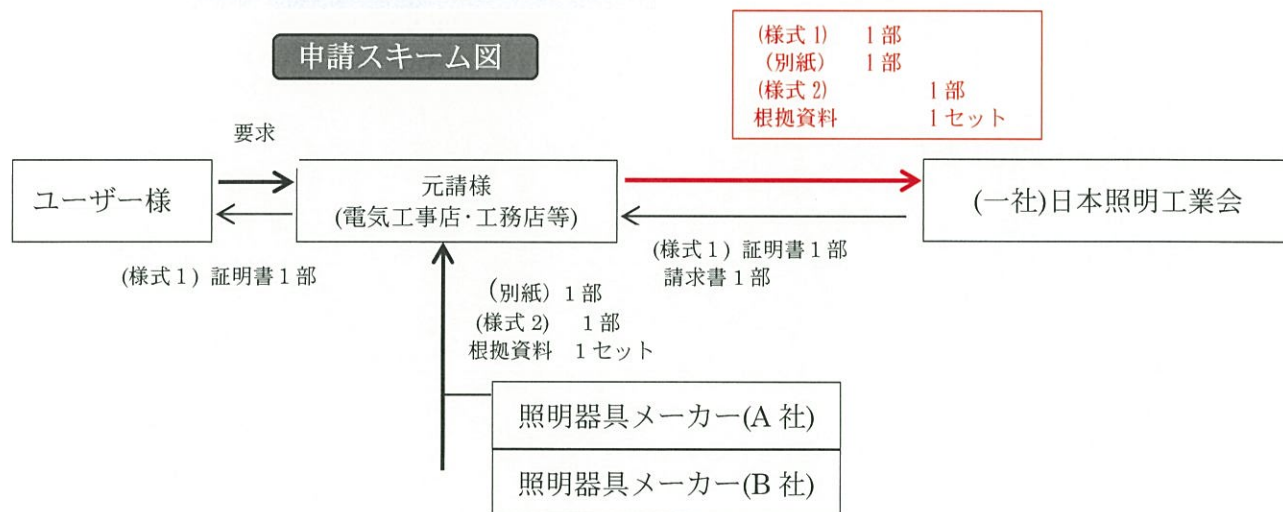 申請スキーム図
(様式1) 1部
(別紙) 1部
(様式2) 1部
根拠資料 1セット
要求
ユーザー様
元請様
(電気工事店・工務店等)
(一社)日本照明工業会
(様式1) 証明書1部
(様式1) 証明書1部
請求書1部
(別紙) 1部
(様式2) 1部
根拠資料 1セット
照明器具メーカー(A 社)
照明器具メーカー(B 社)